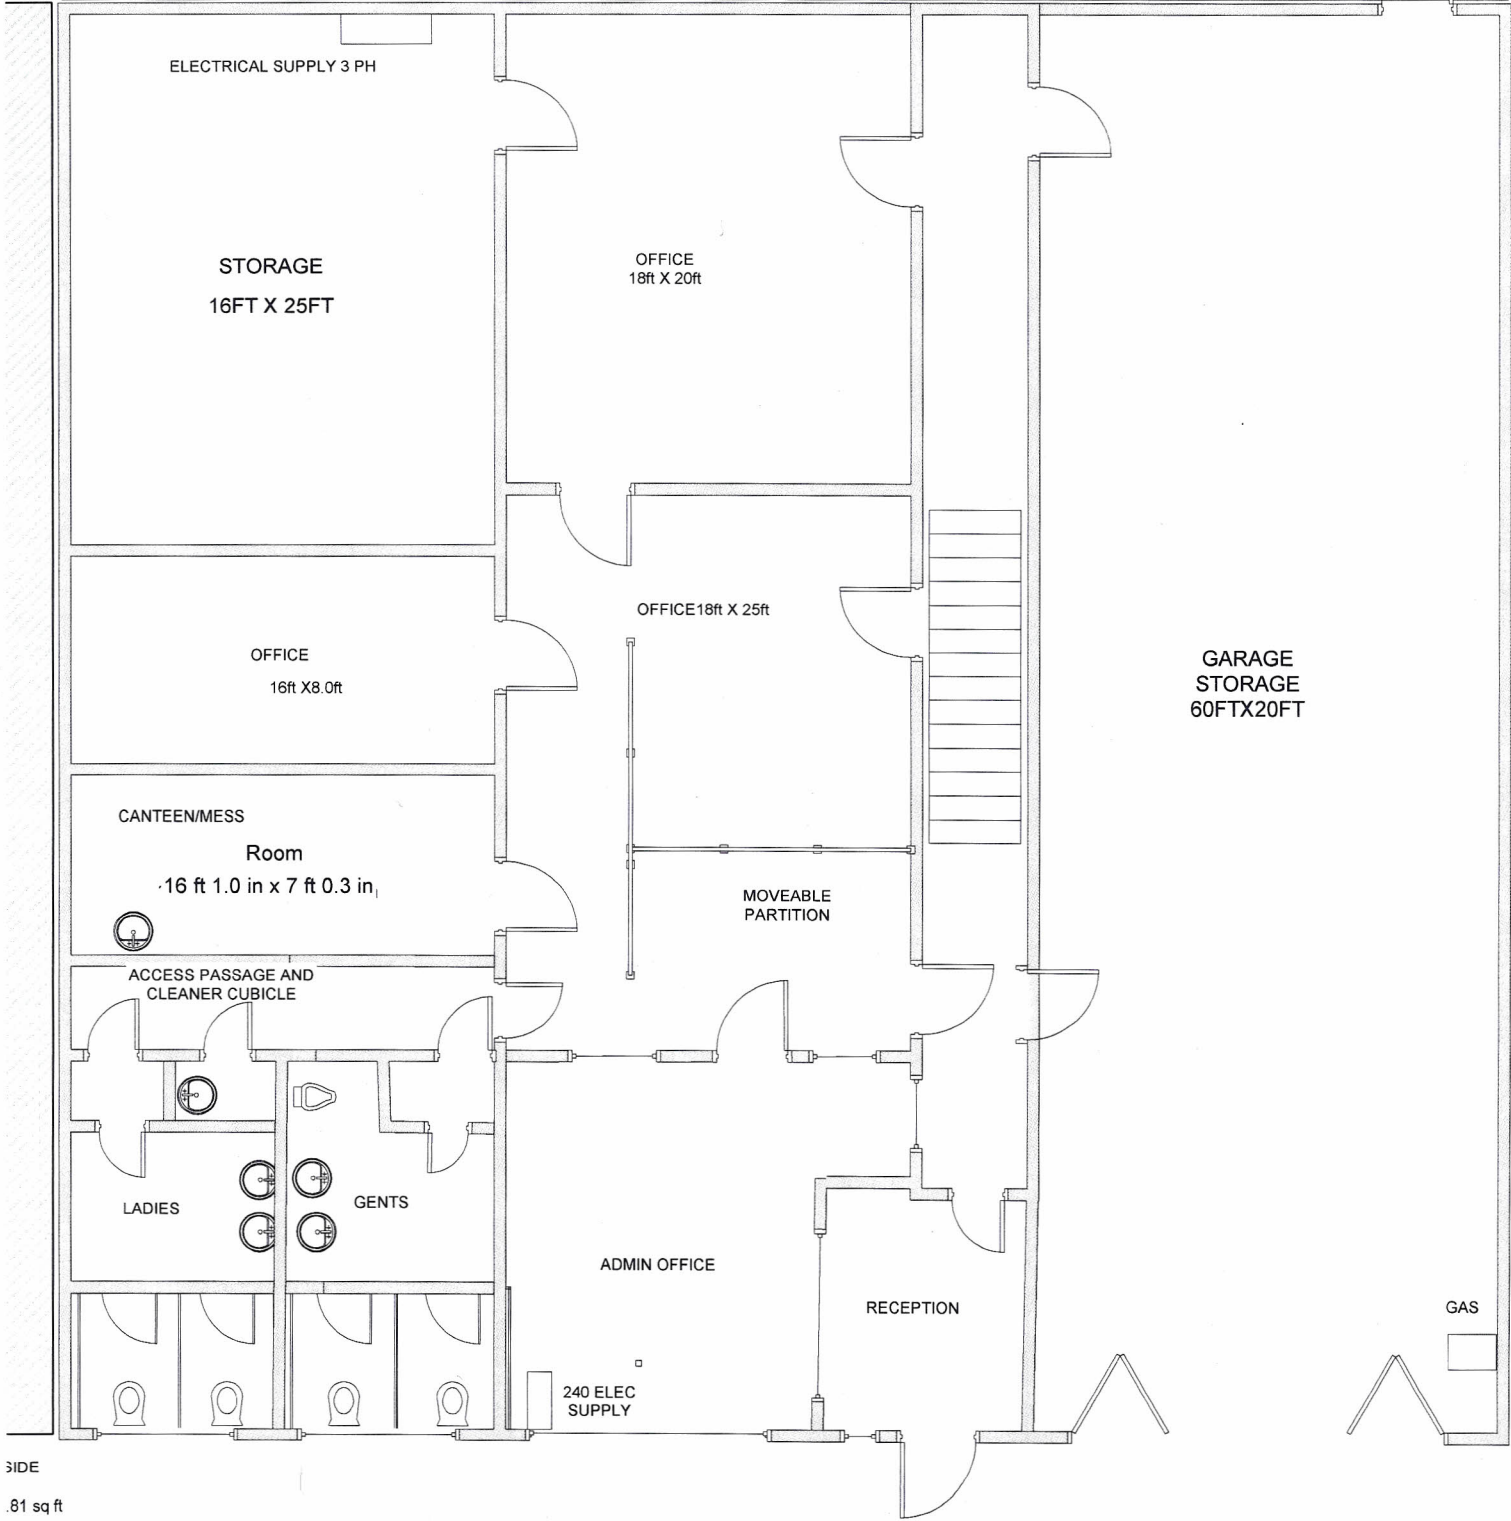 ELECTRICAL SUPPLY 3 PH
STORAGE
16FT X 25FT
OFFICE
18ft X 20ft
OFFICE18ft X 25ft
OFFICE
16ft X8.0ft
GARAGE
STORAGE
60FTX20FT
CANTEEN/MESS
Room
16 ft 1.0 in x 7 ft 0.3 in
MOVEABLE
PARTITION
ACCESS PASSAGE AND
CLEANER CUBICLE
LADIES
GENTS
ADMIN OFFICE
RECEPTION
GAS
240 ELEC
SUPPLY
SIDE
.81 sq ft